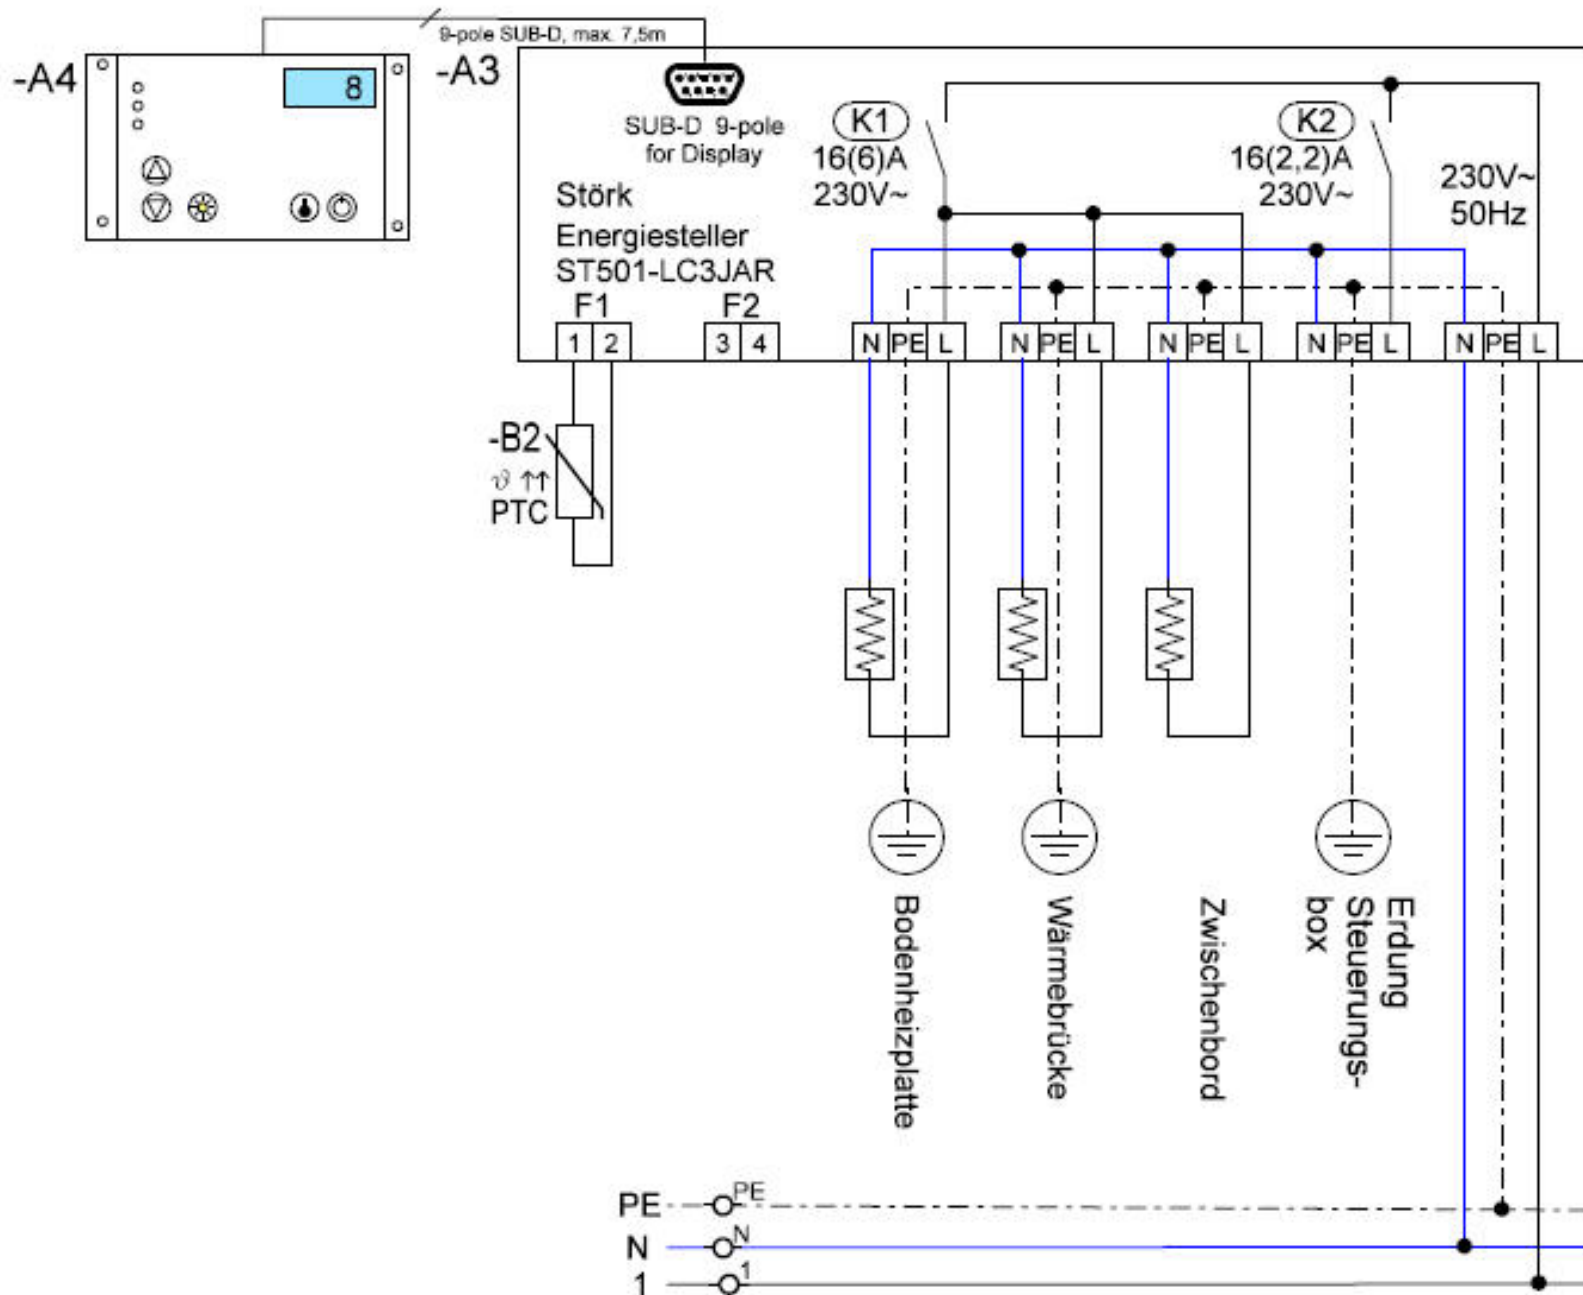 9-pole SUB-D, max. 7,5m
-A4
8
-A3
SUB-D 9-pole
for Display
K1
16(6)A
230V~
K2
16(2,2)A
230V~
230V~
50Hz
Störk
Energiesteller
ST501-LC3JAR
F1
F2
1 2
3 4
N PE L
N PE L
N PE L
N PE L
N PE L
-B2
ϑ ↑↑
PTC
Bodenheizplatte
Wärmebrücke
Zwischenbord
Erdung
Steuerungs-
box
PE PE
N N
1 1